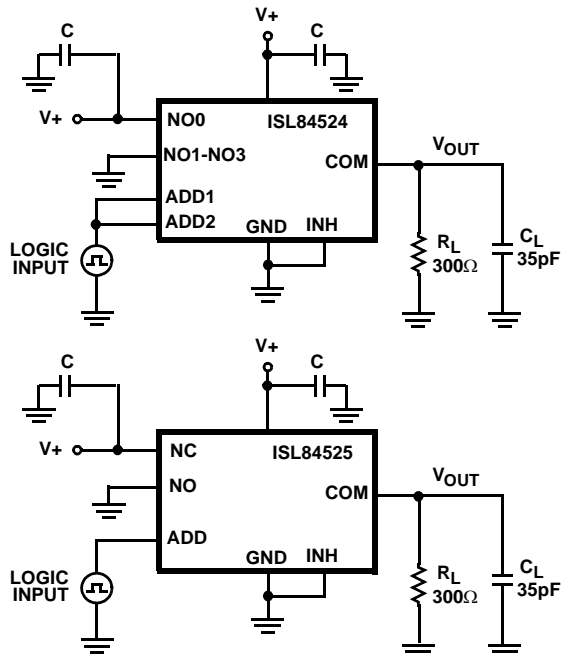 V+
C
C
V+
NO0
ISL84524
NO1-NO3
COM
VOUT
ADD1
ADD2
GND
INH
LOGIC
INPUT
RL
300Ω
CL
35pF
V+
C
C
V+
NC
ISL84525
NO
COM
VOUT
ADD
GND
INH
LOGIC
INPUT
RL
300Ω
CL
35pF